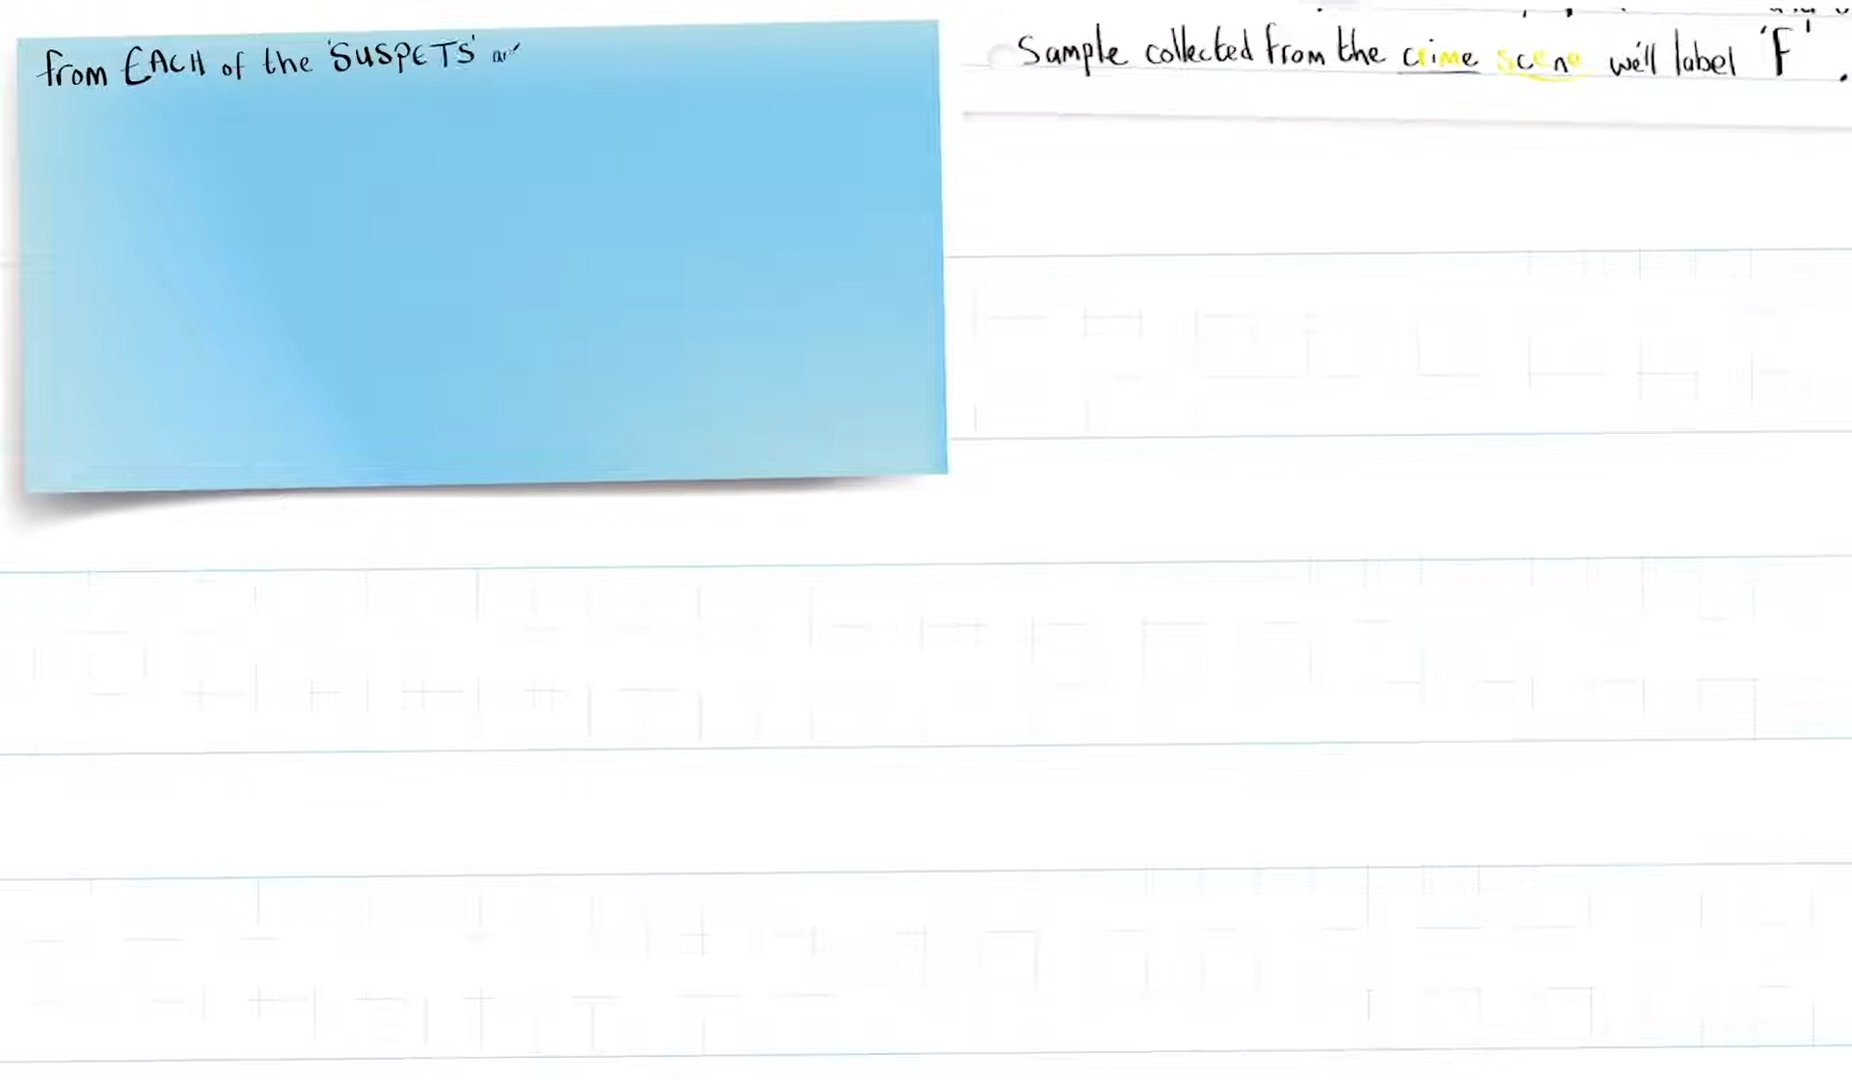 from EACH of the 'SUSPETS'
Sample collected from the crime scene we'll label 'F'.